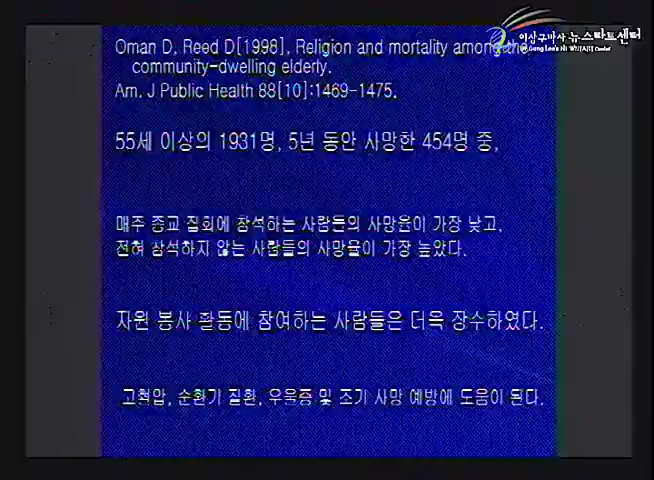 이상구박사 뉴스타트센터
Oman D, Reed D[1998], Religion and mortality among the
community-dwelling elderly.
Am. J Public Health 88[10]:1469-1475.
55세 이상의 1931명, 5년 동안 사망한 454명 중,
매주 종교 집회에 참석하는 사람들의 사망율이 가장 낮고,
전혀 참석하지 않는 사람들의 사망율이 가장 높았다.
자원 봉사 활동에 참여하는 사람들은 더욱 장수하였다.
고혈압, 순환기 질환, 우울증 및 조기 사망 예방에 도움이 된다.